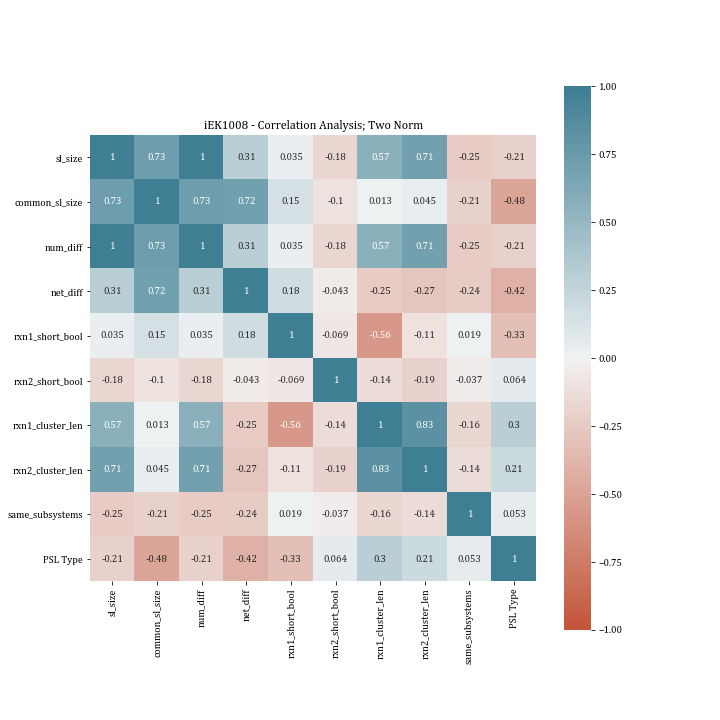 iEK1008 - Correlation Analysis; Two Norm
sl_size 1 0.73 1 0.31 0.035 -0.18 0.57 0.71 -0.25 -0.21
common_sl_size 0.73 1 0.73 0.72 0.15 -0.1 0.013 0.045 -0.21 -0.48
num_diff 1 0.73 1 0.31 0.035 -0.18 0.57 0.71 -0.25 -0.21
net_diff 0.31 0.72 0.31 1 0.18 -0.043 -0.25 -0.27 -0.24 -0.42
rxn1_short_bool 0.035 0.15 0.035 0.18 1 -0.069 -0.56 -0.11 0.019 -0.33
rxn2_short_bool -0.18 -0.1 -0.18 -0.043 -0.069 1 -0.14 -0.19 -0.037 0.064
rxn1_cluster_len 0.57 0.013 0.57 -0.25 -0.56 -0.14 1 0.83 -0.16 0.3
rxn2_cluster_len 0.71 0.045 0.71 -0.27 -0.11 -0.19 0.83 1 -0.14 0.21
same_subsystems -0.25 -0.21 -0.25 -0.24 0.019 -0.037 -0.16 -0.14 1 0.053
PSL Type -0.21 -0.48 -0.21 -0.42 -0.33 0.064 0.3 0.21 0.053 1
sl_size
common_sl_size
num_diff
net_diff
rxn1_short_bool
rxn2_short_bool
rxn1_cluster_len
rxn2_cluster_len
same_subsystems
PSL Type
1.00
0.75
0.50
0.25
0.00
−0.25
−0.50
−0.75
−1.00